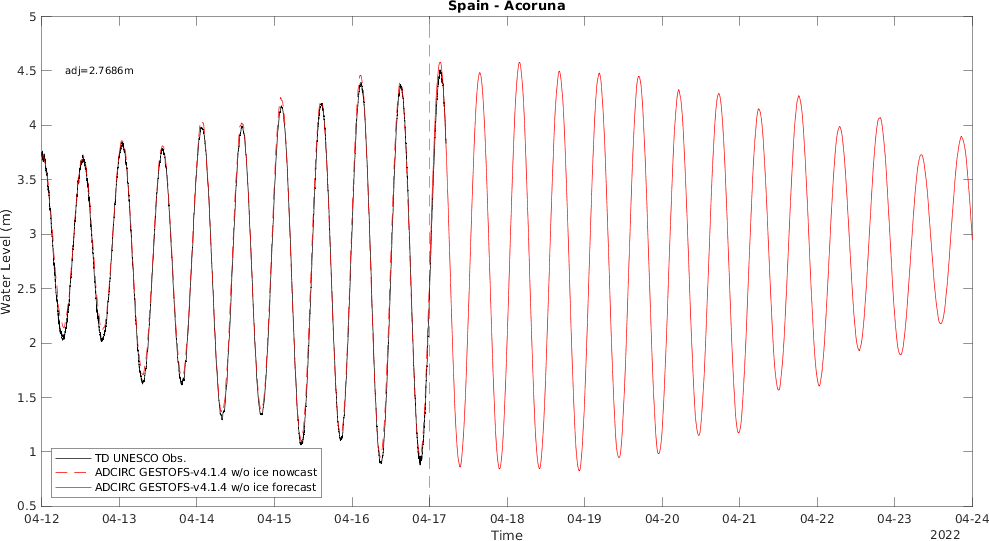 Spain - Acoruna
adj=2.7686m
Water Level (m)
5
4.5
4
3.5
3
2.5
2
1.5
1
0.5
TD UNESCO Obs.
ADCIRC GESTOFS-v4.1.4 w/o ice nowcast
ADCIRC GESTOFS-v4.1.4 w/o ice forecast
04-12 04-13 04-14 04-15 04-16 04-17 04-18 04-19 04-20 04-21 04-22 04-23 04-24
Time
2022